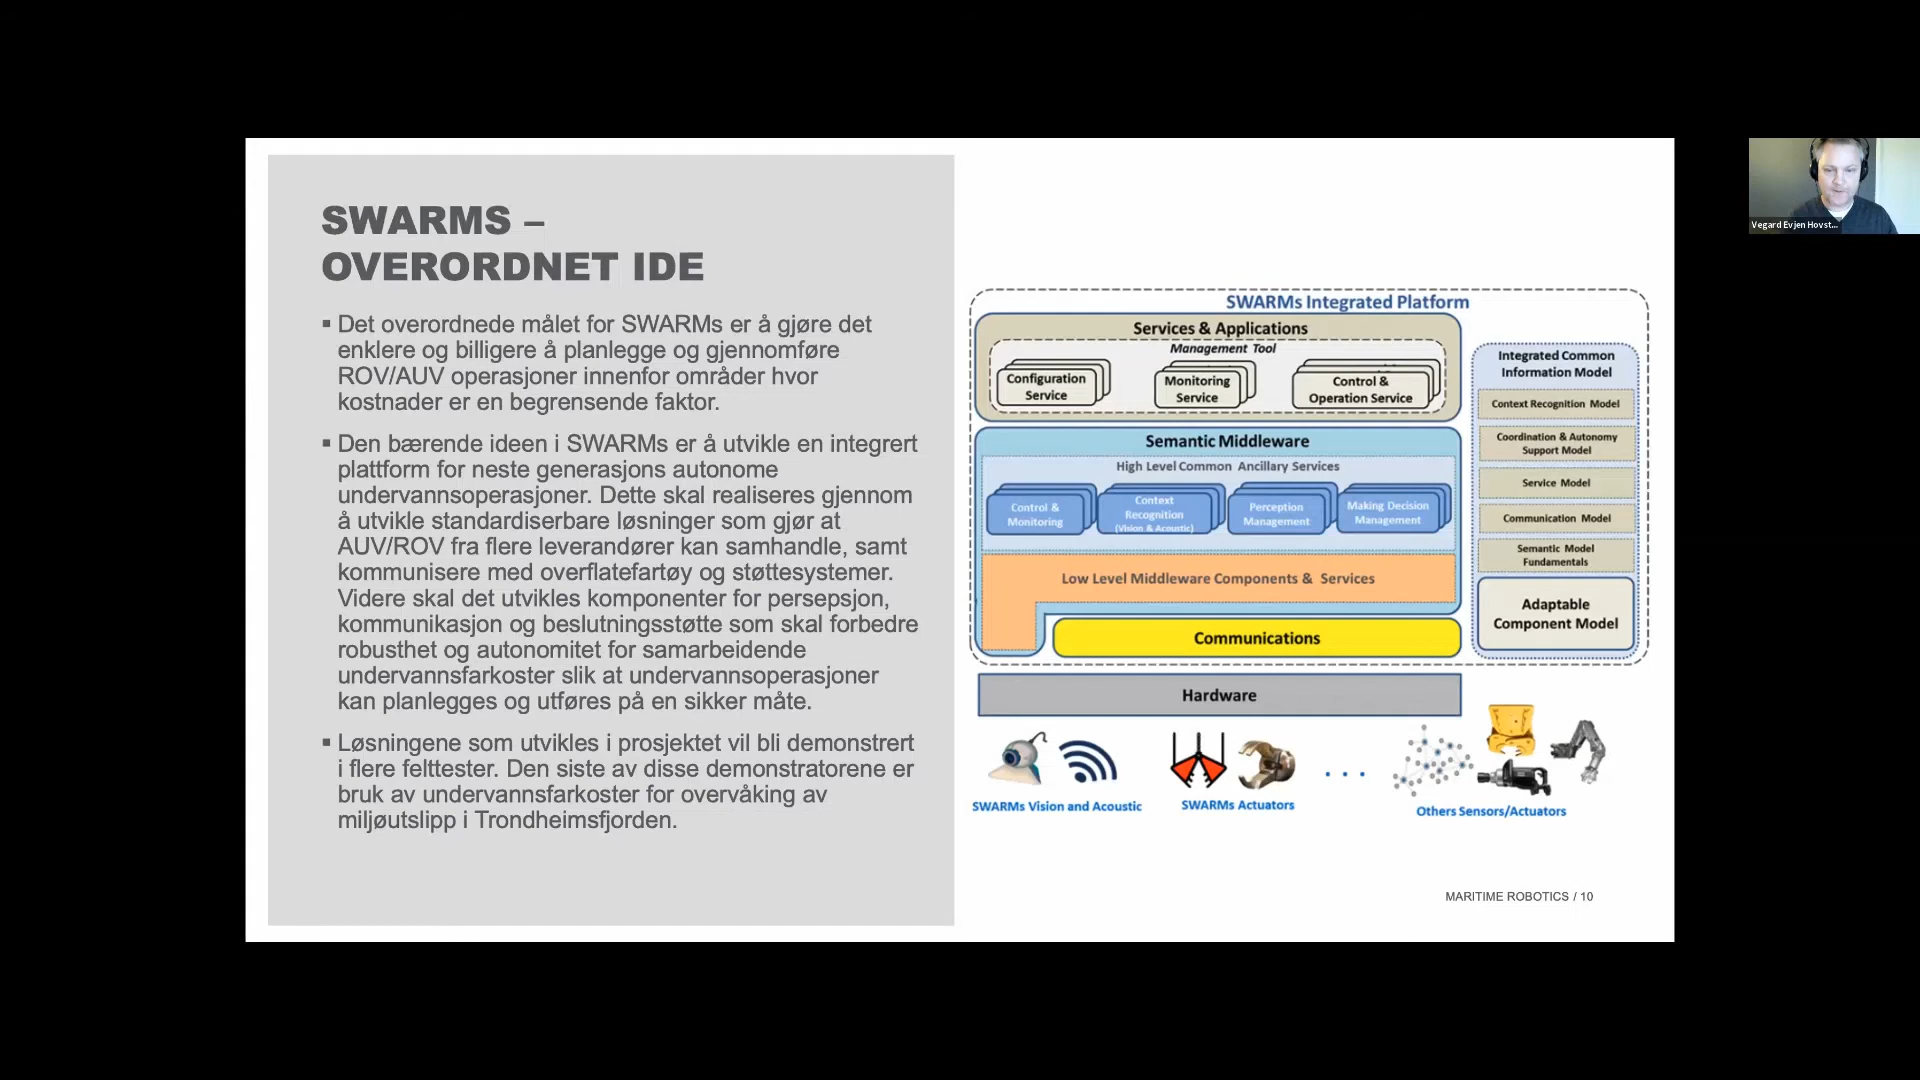 SWARMS –
OVERORDNET IDE
▪ Det overordnede målet for SWARMs er å gjøre det
enklere og billigere å planlegge og gjennomføre
ROV/AUV operasjoner innenfor områder hvor
kostnader er en begrensende faktor.
▪ Den bærende ideen i SWARMs er å utvikle en integrert
plattform for neste generasjons autonome
undervannsoperasjoner. Dette skal realiseres gjennom
å utvikle standardiserbare løsninger som gjør at
AUV/ROV fra flere leverandører kan samhandle, samt
kommunisere med overflatefartøy og støttesystemer.
Videre skal det utvikles komponenter for persepsjon,
kommunikasjon og beslutningsstøtte som skal forbedre
robusthet og autonomitet for samarbeidende
undervannsfarkoster slik at undervannsoperasjoner
kan planlegges og utføres på en sikker måte.
▪ Løsningene som utvikles i prosjektet vil bli demonstrert
i flere felttester. Den siste av disse demonstratorene er
bruk av undervannsfarkoster for overvåking av
miljøutslipp i Trondheimsfjorden.
SWARMs Integrated Platform
Services & Applications
Management Tool
Configuration
Service
Monitoring
Service
Control &
Operation Service
Semantic Middleware
High Level Common Ancillary Services
Control &
Monitoring
Context
Recognition
(Vision & Acoustic)
Perception
Management
Making Decision
Management
Low Level Middleware Components & Services
Communications
Integrated Common
Information Model
Context Recognition Model
Coordination & Autonomy
Support Model
Service Model
Communication Model
Semantic Model
Fundamentals
Adaptable
Component Model
Hardware
SWARMs Vision and Acoustic
SWARMs Actuators
. . .
Others Sensors/Actuators
MARITIME ROBOTICS / 10
Vegard Evjen Hovst...